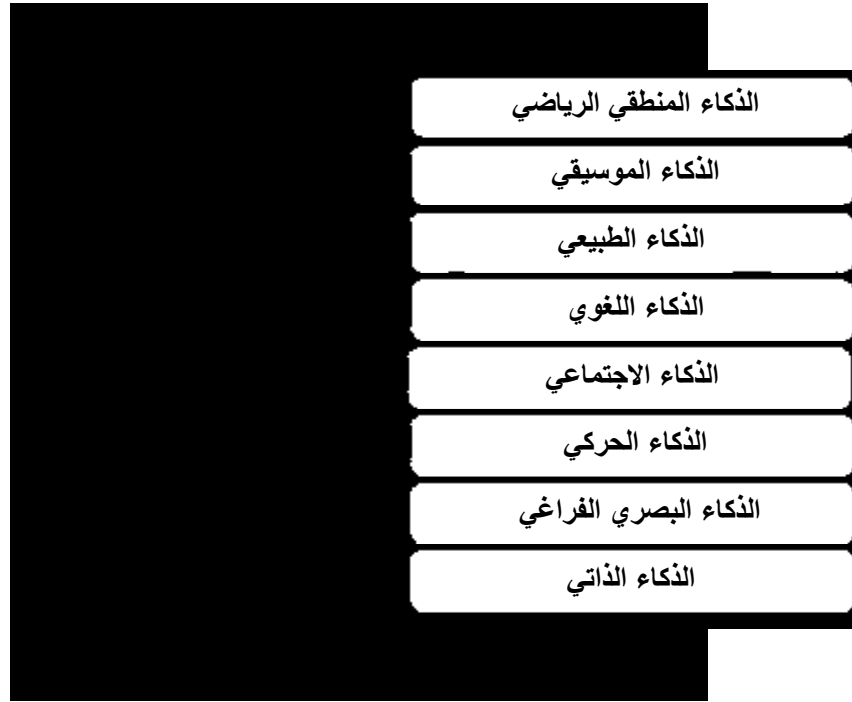 الذكاء المنطقي الرياضي
الذكاء الموسيقي
الذكاء الطبيعي
الذكاء اللغوي
الذكاء الاجتماعي
الذكاء الحركي
الذكاء البصري الفراغي
الذكاء الذاتي